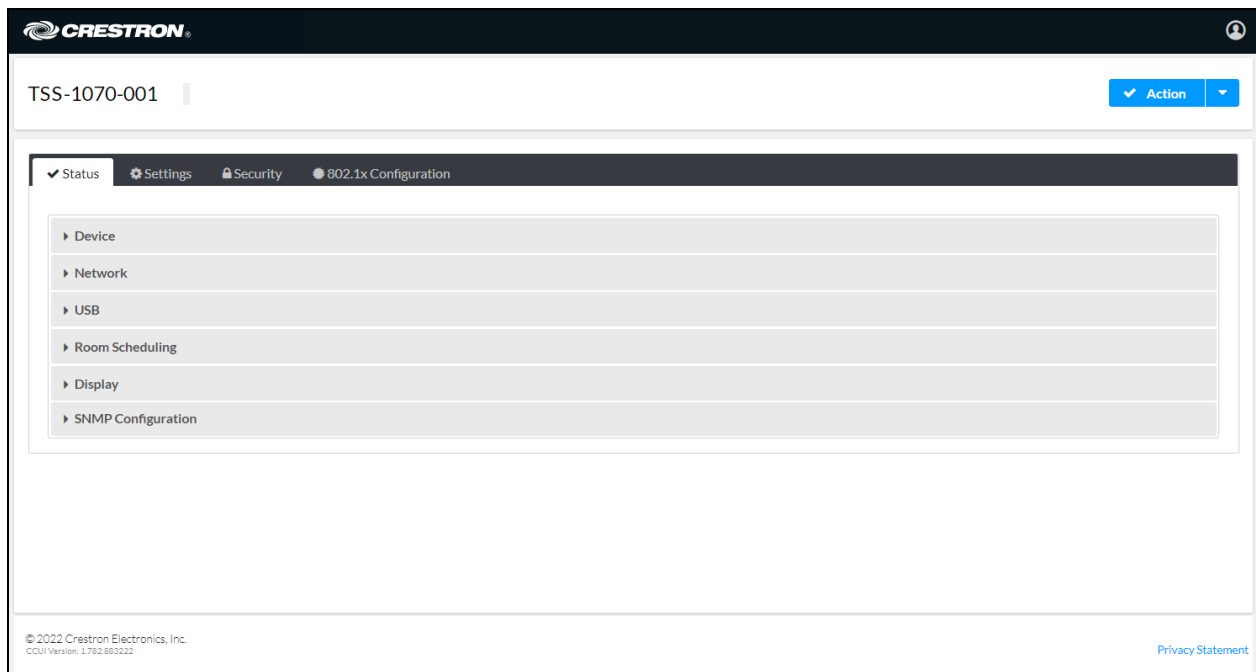 CRESTRON®
TSS-1070-001
Action
Status Settings Security 802.1x Configuration
Device
Network
USB
Room Scheduling
Display
SNMP Configuration
© 2022 Crestron Electronics, Inc.
CCUI Version: 1.782.883222
Privacy Statement